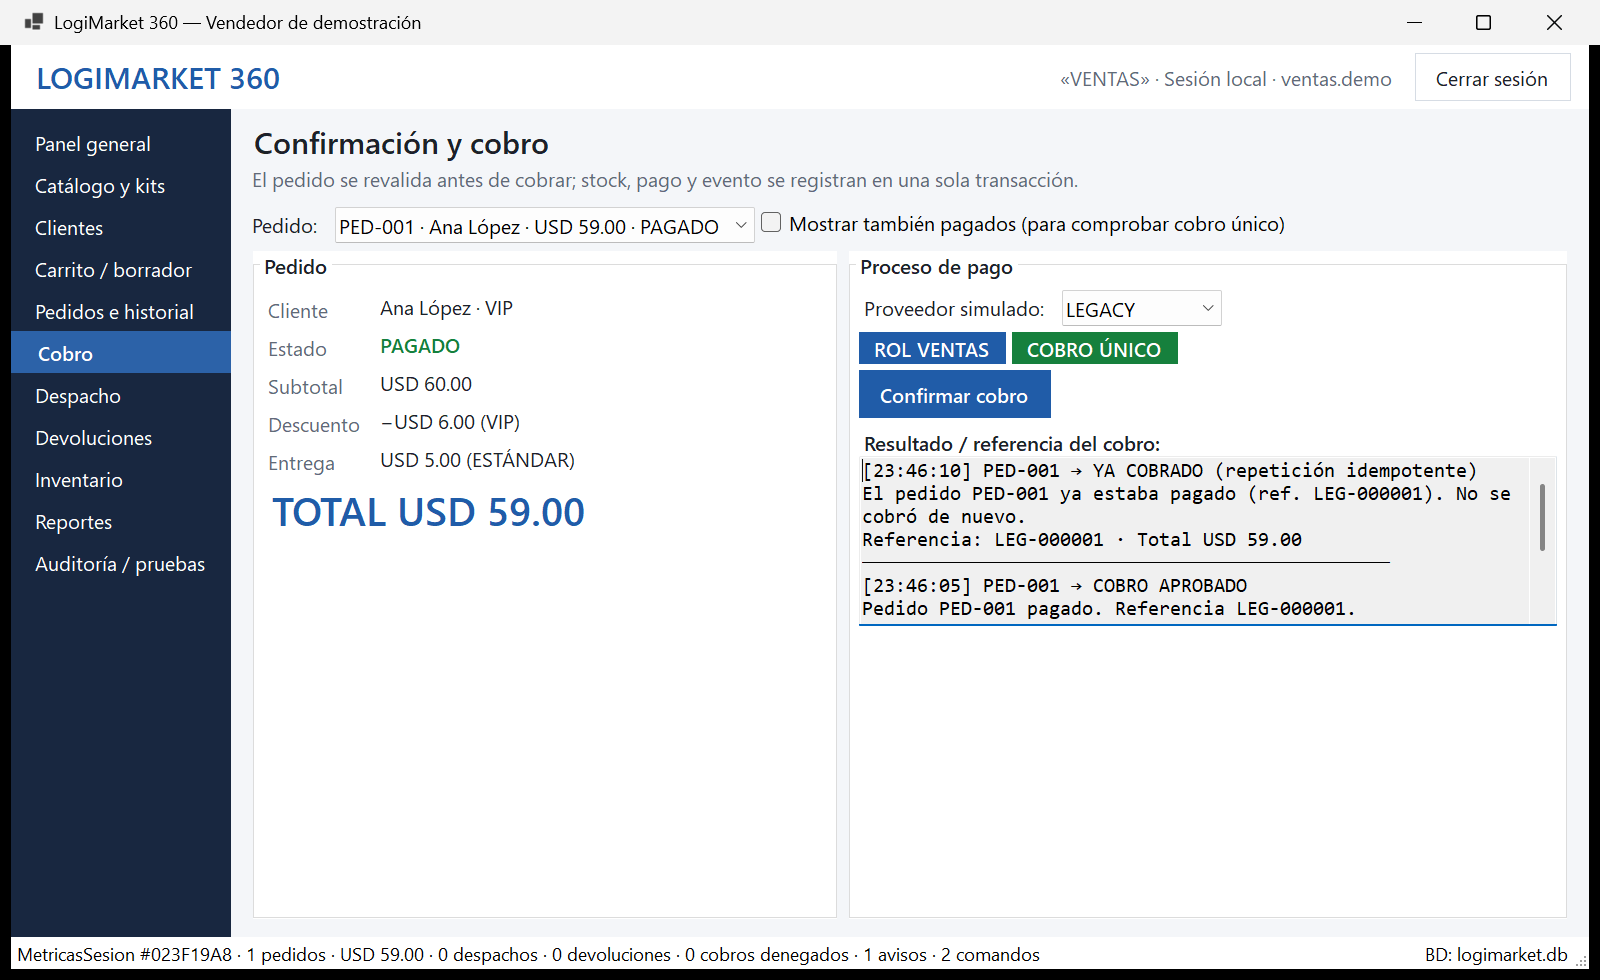 LogiMarket 360 — Vendedor de demostración
LOGIMARKET 360
«VENTAS» · Sesión local · ventas.demo
Cerrar sesión
Panel general
Catálogo y kits
Clientes
Carrito / borrador
Pedidos e historial
Cobro
Despacho
Devoluciones
Inventario
Reportes
Auditoría / pruebas
Confirmación y cobro
El pedido se revalida antes de cobrar; stock, pago y evento se registran en una sola transacción.
Pedido: PED-001 · Ana López · USD 59.00 · PAGADO
Mostrar también pagados (para comprobar cobro único)
Pedido
Cliente Ana López · VIP
Estado PAGADO
Subtotal USD 60.00
Descuento −USD 6.00 (VIP)
Entrega USD 5.00 (ESTÁNDAR)
TOTAL USD 59.00
Proceso de pago
Proveedor simulado: LEGACY
ROL VENTAS COBRO ÚNICO
Confirmar cobro
Resultado / referencia del cobro:
[23:46:10] PED-001 → YA COBRADO (repetición idempotente)
El pedido PED-001 ya estaba pagado (ref. LEG-000001). No se
cobró de nuevo.
Referencia: LEG-000001 · Total USD 59.00
[23:46:05] PED-001 → COBRO APROBADO
Pedido PED-001 pagado. Referencia LEG-000001.
MetricasSesion #023F19A8 · 1 pedidos · USD 59.00 · 0 despachos · 0 devoluciones · 0 cobros denegados · 1 avisos · 2 comandos
BD: logimarket.db